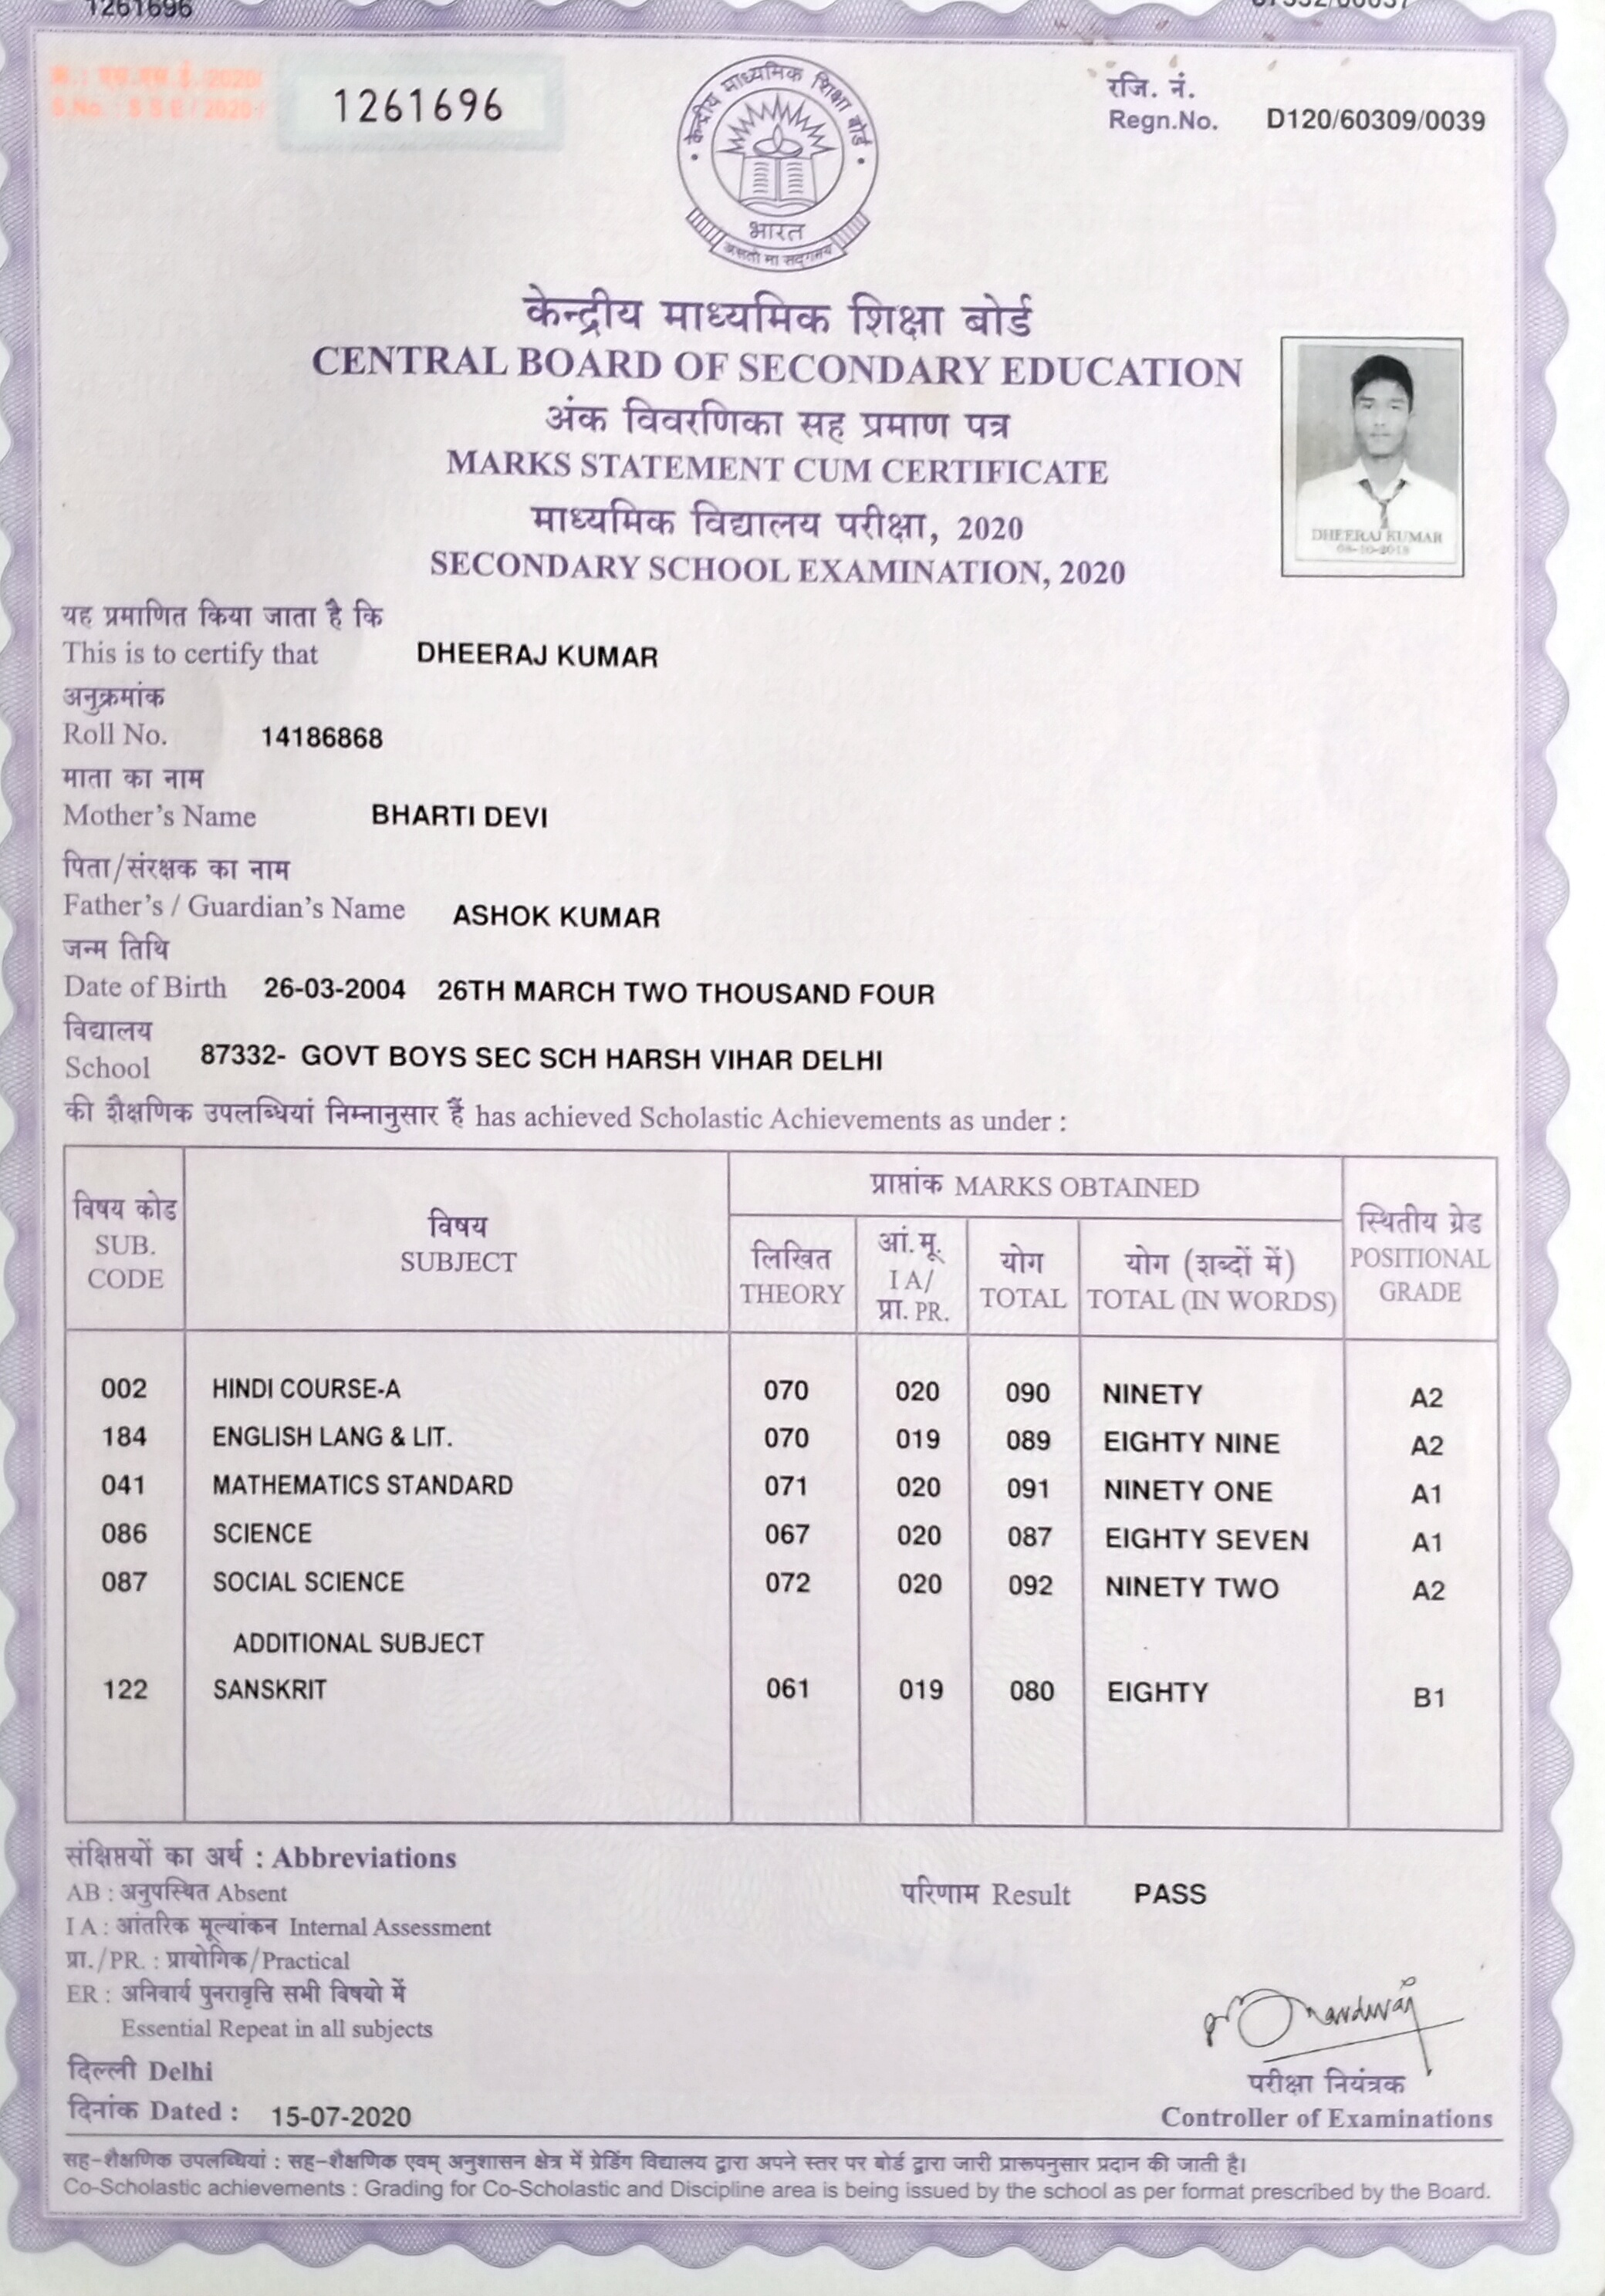 1261696
क्र.: एस.एस.ई. 2020/
S.No : S S E / 2020-
1261696
केन्द्रीय माध्यमिक शिक्षा बोर्ड
भारत
असतो मा सद्गमय
रजि. नं.
Regn.No. D120/60309/0039
केन्द्रीय माध्यमिक शिक्षा बोर्ड
CENTRAL BOARD OF SECONDARY EDUCATION
अंक विवरणिका सह प्रमाण पत्र
MARKS STATEMENT CUM CERTIFICATE
माध्यमिक विद्यालय परीक्षा, 2020
SECONDARY SCHOOL EXAMINATION, 2020
DHEERAJ KUMAR
यह प्रमाणित किया जाता है कि
This is to certify that DHEERAJ KUMAR
अनुक्रमांक
Roll No. 14186868
माता का नाम
Mother's Name BHARTI DEVI
पिता/संरक्षक का नाम
Father's / Guardian's Name ASHOK KUMAR
जन्म तिथि
Date of Birth 26-03-2004 26TH MARCH TWO THOUSAND FOUR
विद्यालय
School 87332- GOVT BOYS SEC SCH HARSH VIHAR DELHI
की शैक्षणिक उपलब्धियां निम्नानुसार हैं has achieved Scholastic Achievements as under :
विषय कोड
SUB.
CODE
विषय
SUBJECT
प्राप्तांक MARKS OBTAINED
लिखित
THEORY
आं.मू.
I A/
प्रा. PR.
योग
TOTAL
योग (शब्दों में)
TOTAL (IN WORDS)
स्थितीय ग्रेड
POSITIONAL
GRADE
002 HINDI COURSE-A 070 020 090 NINETY A2
184 ENGLISH LANG & LIT. 070 019 089 EIGHTY NINE A2
041 MATHEMATICS STANDARD 071 020 091 NINETY ONE A1
086 SCIENCE 067 020 087 EIGHTY SEVEN A1
087 SOCIAL SCIENCE 072 020 092 NINETY TWO A2
ADDITIONAL SUBJECT
122 SANSKRIT 061 019 080 EIGHTY B1
संक्षिप्तयों का अर्थ : Abbreviations
AB : अनुपस्थित Absent
परिणाम Result PASS
I A : आंतरिक मूल्यांकन Internal Assessment
प्रा./PR. : प्रायोगिक/Practical
ER : अनिवार्य पुनरावृत्ति सभी विषयो में
Essential Repeat in all subjects
दिल्ली Delhi
दिनांक Dated : 15-07-2020
परीक्षा नियंत्रक
Controller of Examinations
सह-शैक्षणिक उपलब्धियां : सह-शैक्षणिक एवम् अनुशासन क्षेत्र में ग्रेडिंग विद्यालय द्वारा अपने स्तर पर बोर्ड द्वारा जारी प्रारूपनुसार प्रदान की जाती है।
Co-Scholastic achievements : Grading for Co-Scholastic and Discipline area is being issued by the school as per format prescribed by the Board.